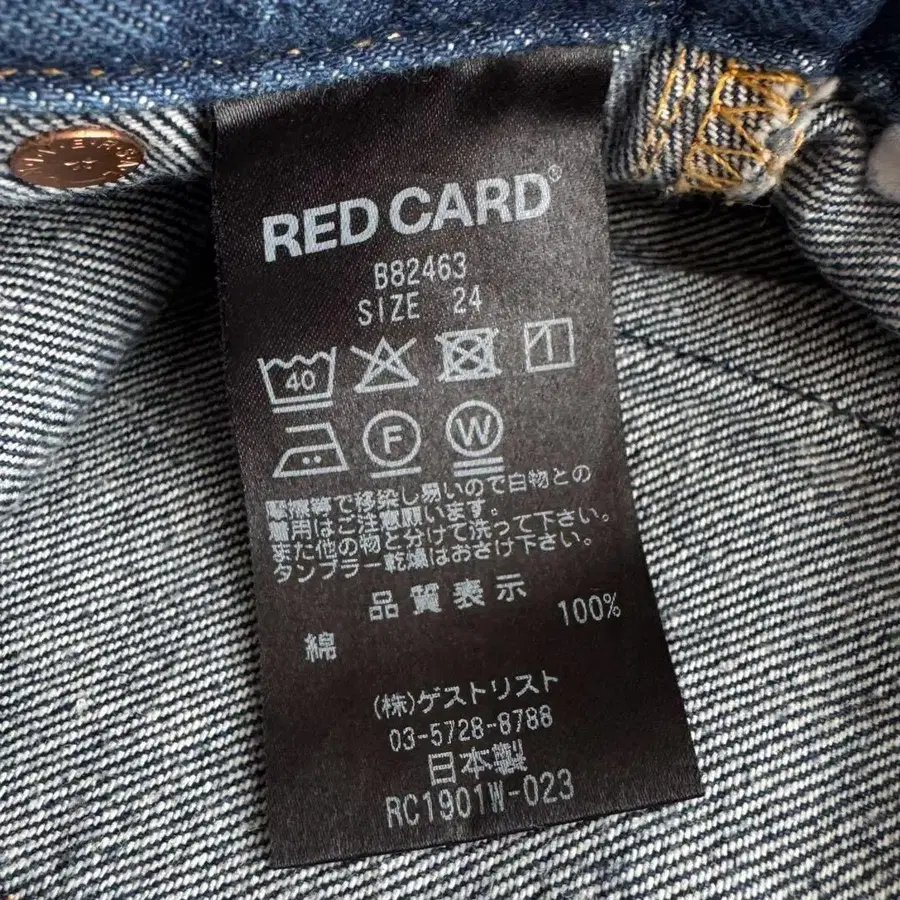 RED CARD®
B82463
SIZE 24
40
F W
摩擦等で移染し易いので白物との
着用はご注意願います。
また他の物と分けて洗って下さい。
タンブラー乾燥はおさけ下さい。
品質表示
綿 100%
(株)ゲストリスト
03-5728-8788
日本製
RC1901W-023